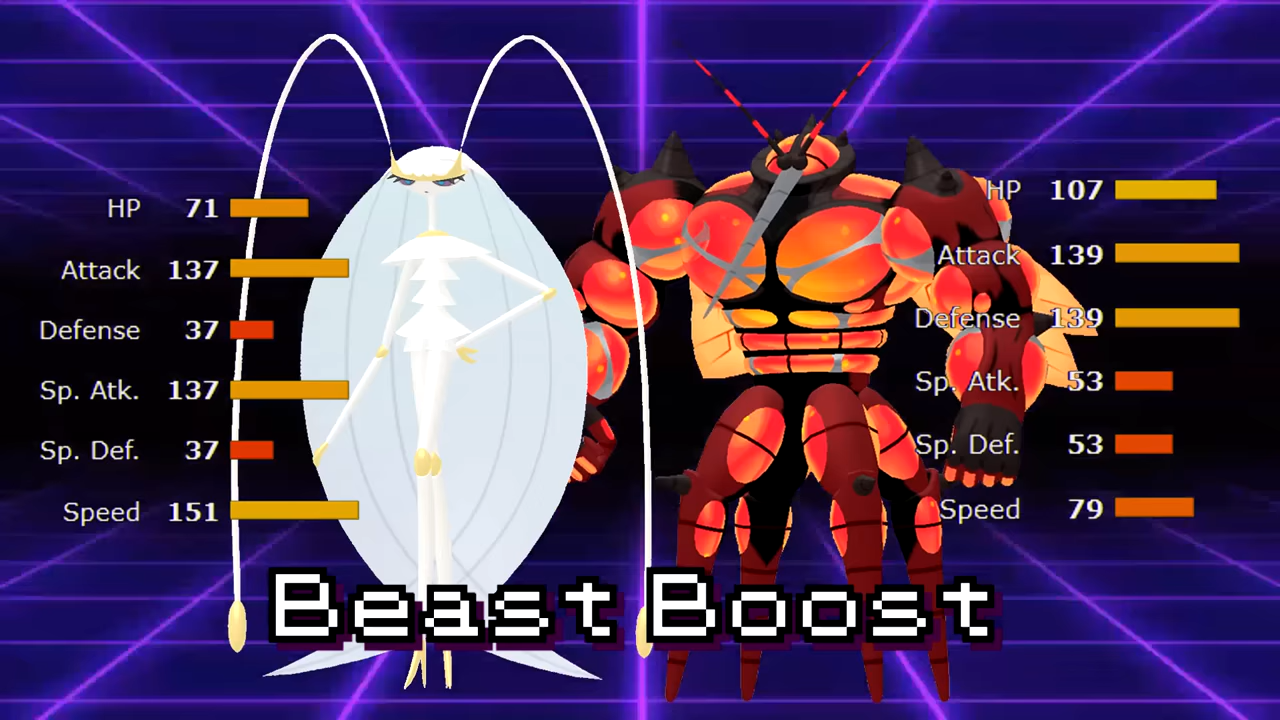 HP 71
Attack 137
Defense 37
Sp. Atk. 137
Sp. Def. 37
Speed 151
HP 107
Attack 139
Defense 139
Sp. Atk. 53
Sp. Def. 53
Speed 79
Beast Boost